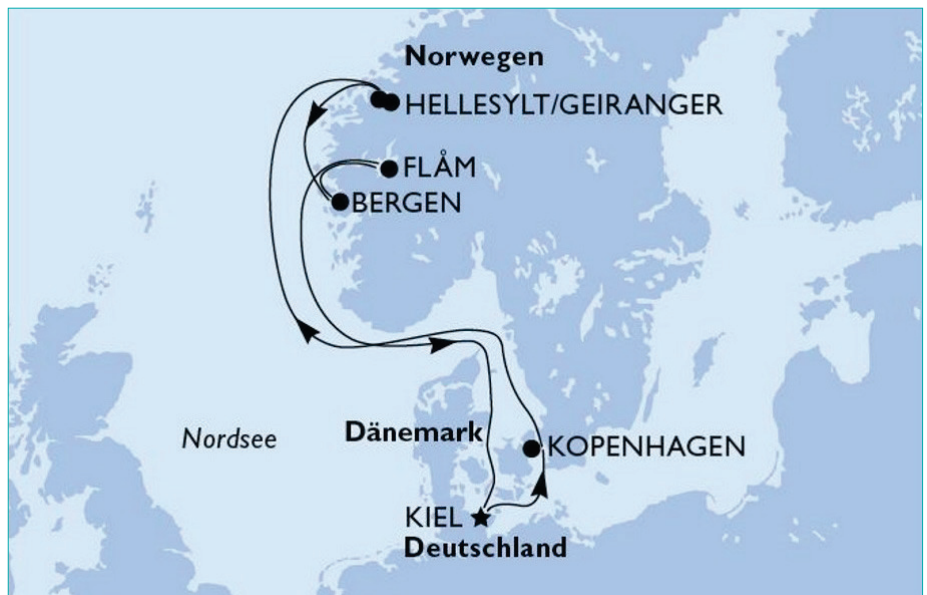 Norwegen
HELLESYLT/GEIRANGER
FLÅM
BERGEN
Nordsee
Dänemark
KOPENHAGEN
KIEL
Deutschland